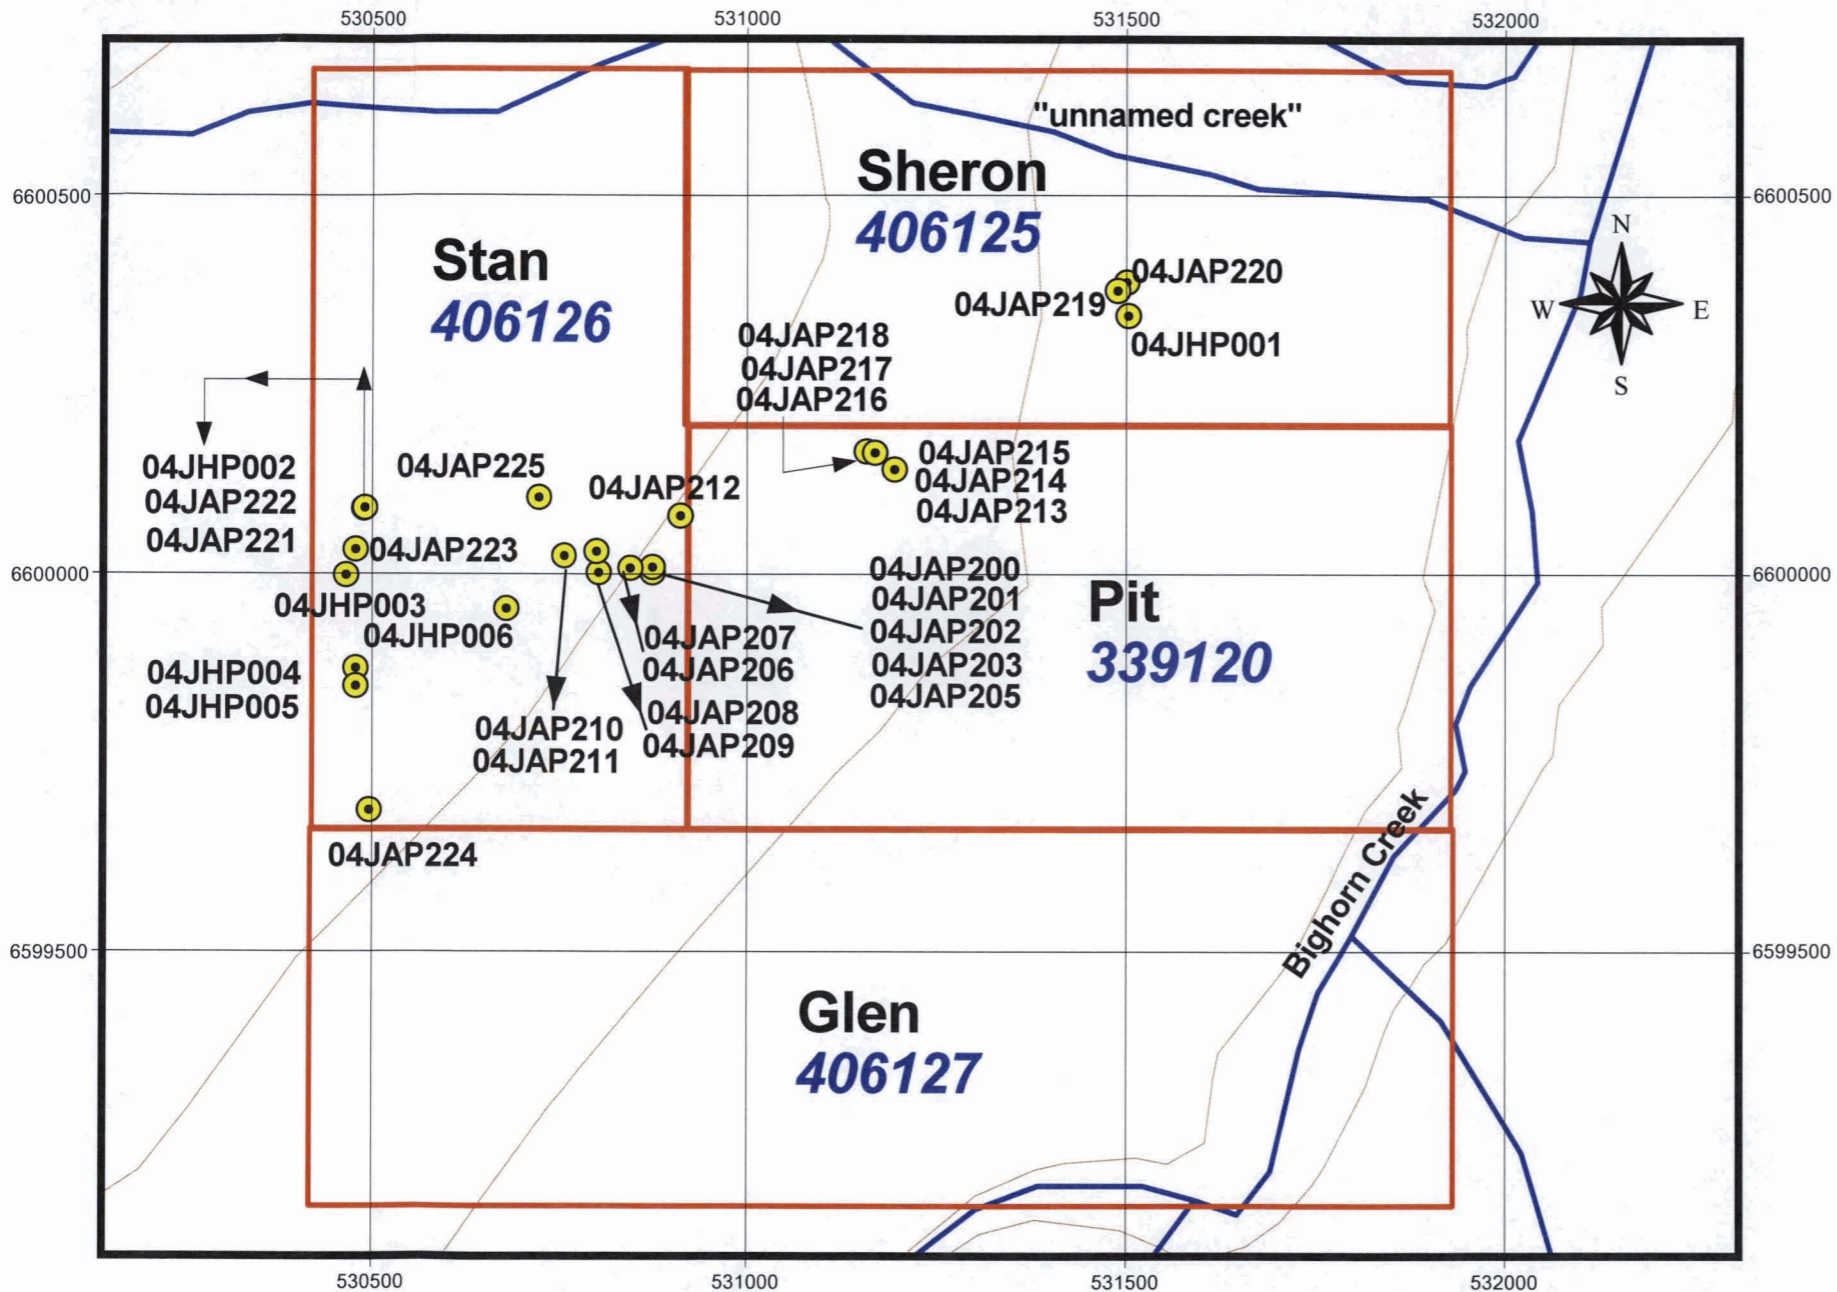 530500
531000
531500
532000
"unnamed creek"
Sheron
406125
6600500
6600500
N
W
E
S
Stan
406126
04JAP220
04JAP219
04JHP001
04JAP218
04JAP217
04JAP216
04JHP002
04JAP222
04JAP221
04JAP225
04JAP212
04JAP215
04JAP214
04JAP213
04JAP223
6600000
6600000
04JHP003
04JHP006
04JHP004
04JHP005
04JAP200
04JAP201
04JAP202
04JAP203
04JAP205
Pit
339120
04JAP207
04JAP206
04JAP208
04JAP209
04JAP210
04JAP211
04JAP224
Bighorn Creek
6599500
6599500
Glen
406127
530500
531000
531500
532000